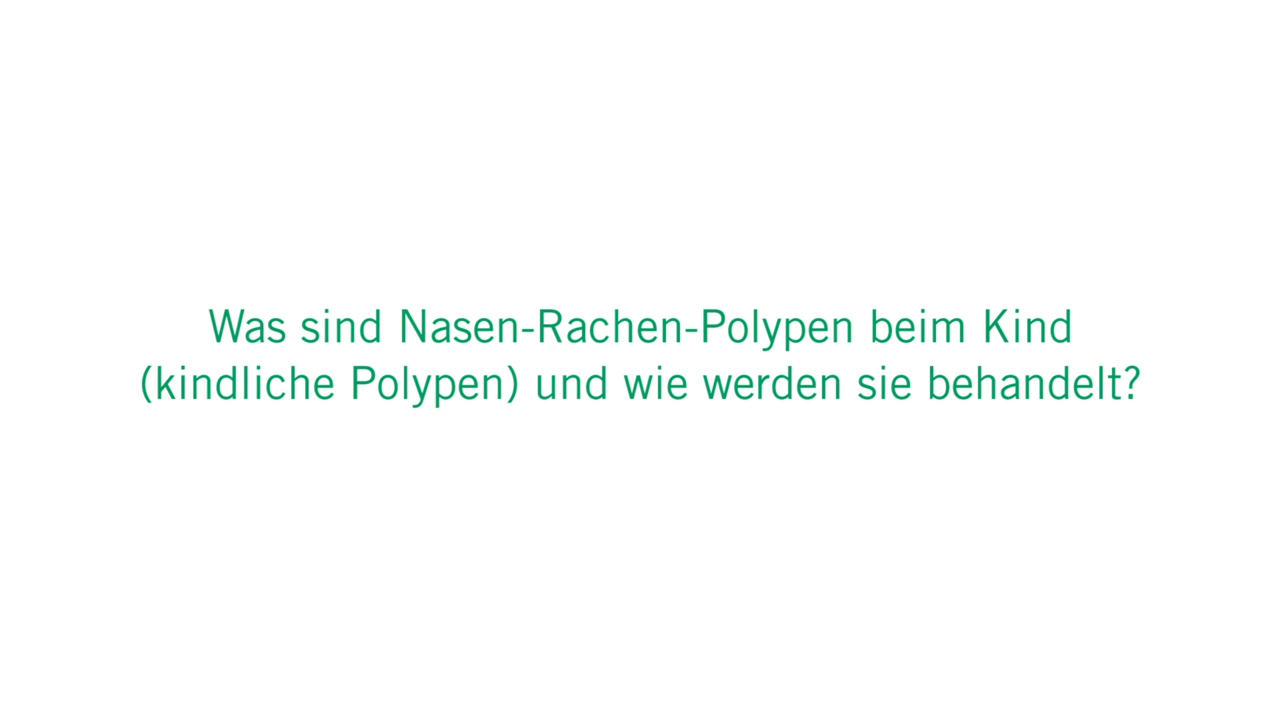 Was sind Nasen-Rachen-Polypen beim Kind
(kindliche Polypen) und wie werden sie behandelt?